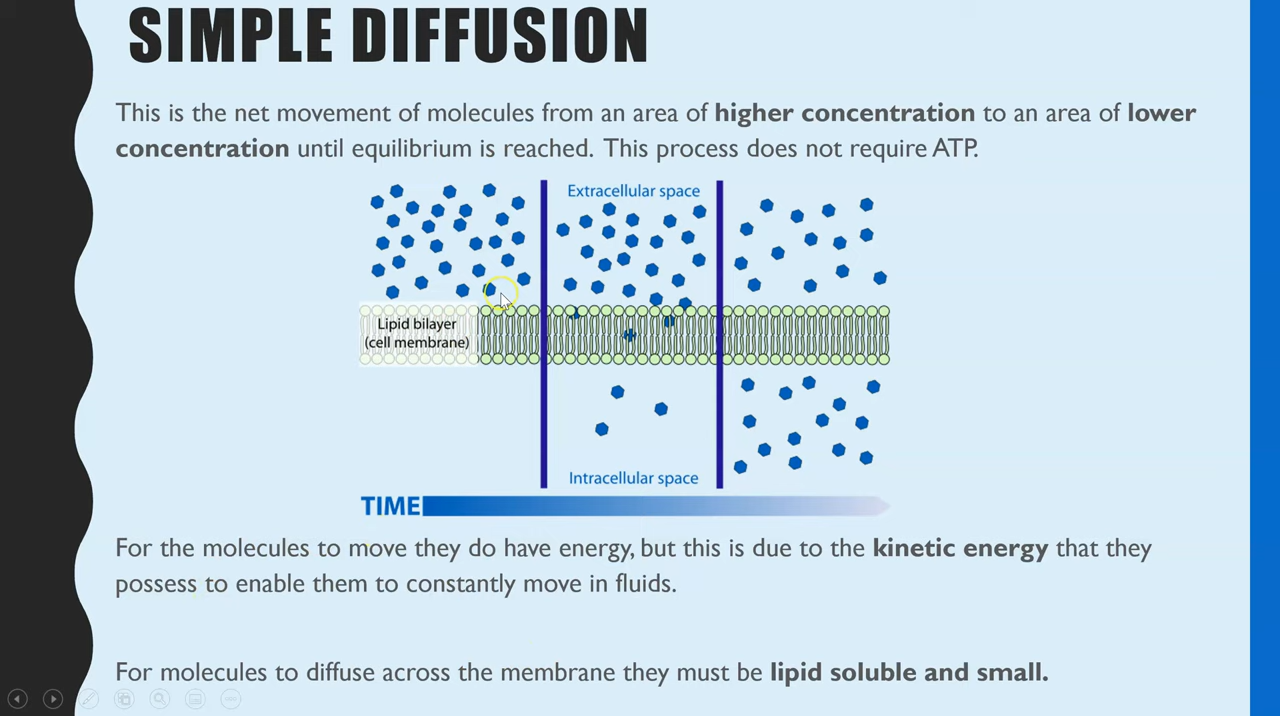 SIMPLE DIFFUSION
This is the net movement of molecules from an area of higher concentration to an area of lower
concentration until equilibrium is reached. This process does not require ATP.
Extracellular space
Lipid bilayer
(cell membrane)
Intracellular space
TIME
For the molecules to move they do have energy, but this is due to the kinetic energy that they
possess to enable them to constantly move in fluids.
For molecules to diffuse across the membrane they must be lipid soluble and small.